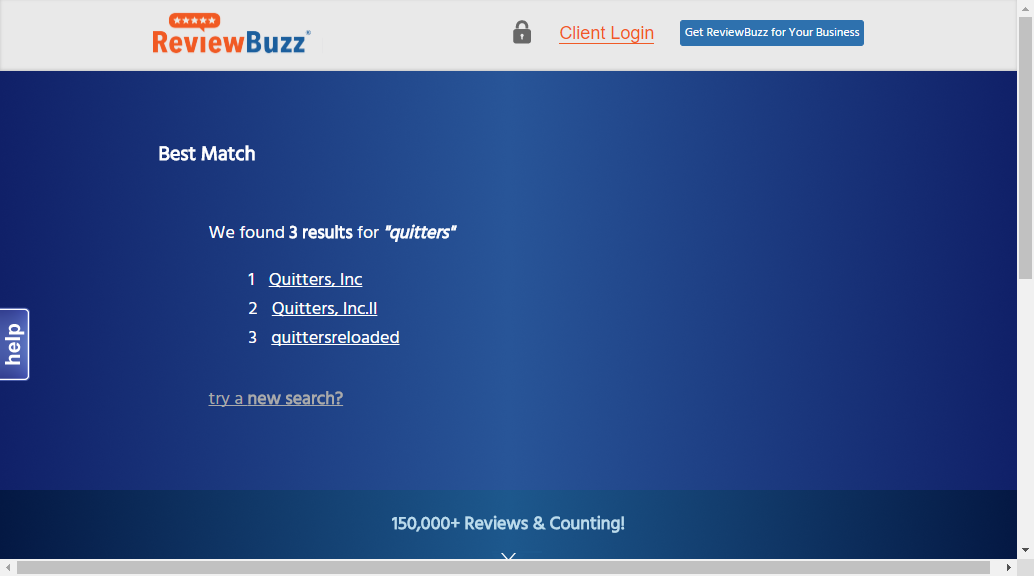 ReviewBuzz®
Client Login
Get ReviewBuzz for Your Business
Best Match
We found 3 results for "quitters"
1 Quitters, Inc
2 Quitters, Inc.II
3 quittersreloaded
help
try a new search?
150,000+ Reviews & Counting!